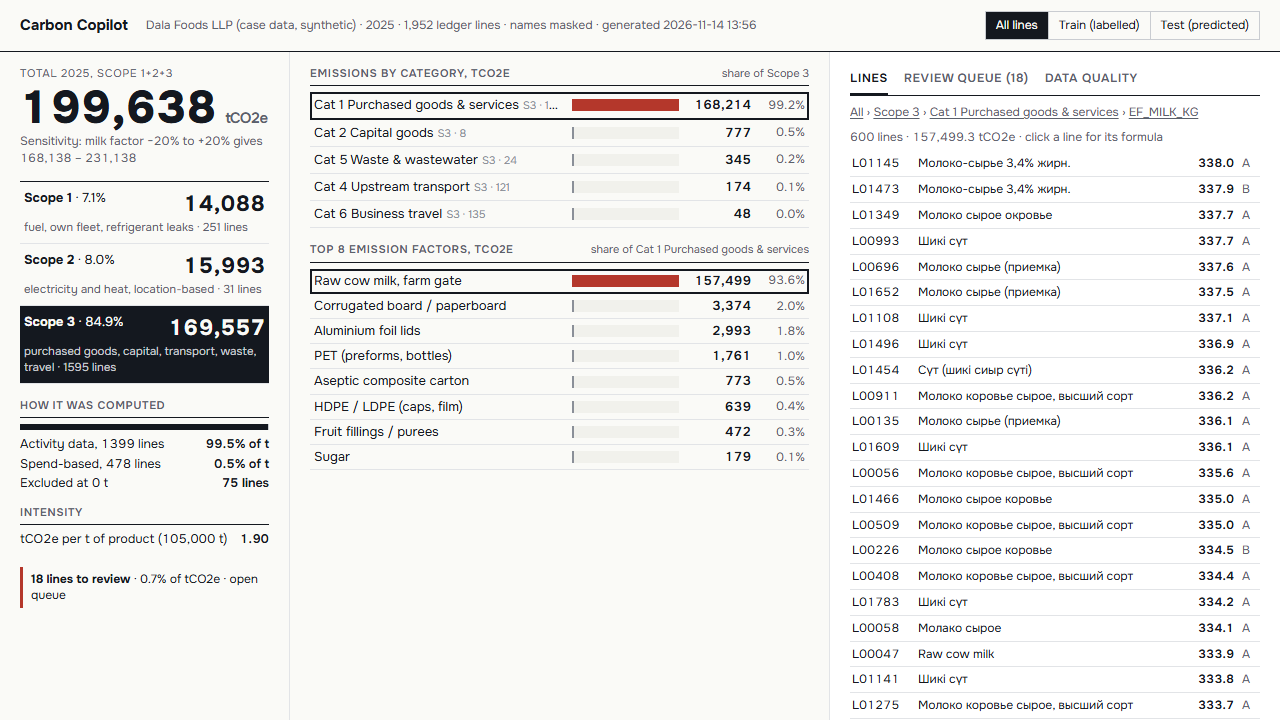 Carbon Copilot
Dala Foods LLP (case data, synthetic) · 2025 · 1,952 ledger lines · names masked · generated 2026-11-14 13:56
All lines
Train (labelled)
Test (predicted)
TOTAL 2025, SCOPE 1+2+3
199,638 tCO2e
Sensitivity: milk factor −20% to +20% gives
168,138 – 231,138
Scope 1 · 7.1% 14,088
fuel, own fleet, refrigerant leaks · 251 lines
Scope 2 · 8.0% 15,993
electricity and heat, location-based · 31 lines
Scope 3 · 84.9% 169,557
purchased goods, capital, transport, waste,
travel · 1595 lines
HOW IT WAS COMPUTED
Activity data, 1399 lines 99.5% of t
Spend-based, 478 lines 0.5% of t
Excluded at 0 t 75 lines
INTENSITY
tCO2e per t of product (105,000 t) 1.90
18 lines to review · 0.7% of tCO2e · open
queue
EMISSIONS BY CATEGORY, TCO2E share of Scope 3
Cat 1 Purchased goods & services S3 · 1… 168,214 99.2%
Cat 2 Capital goods S3 · 8 777 0.5%
Cat 5 Waste & wastewater S3 · 24 345 0.2%
Cat 4 Upstream transport S3 · 121 174 0.1%
Cat 6 Business travel S3 · 135 48 0.0%
TOP 8 EMISSION FACTORS, TCO2E share of Cat 1 Purchased goods & services
Raw cow milk, farm gate 157,499 93.6%
Corrugated board / paperboard 3,374 2.0%
Aluminium foil lids 2,993 1.8%
PET (preforms, bottles) 1,761 1.0%
Aseptic composite carton 773 0.5%
HDPE / LDPE (caps, film) 639 0.4%
Fruit fillings / purees 472 0.3%
Sugar 179 0.1%
LINES REVIEW QUEUE (18) DATA QUALITY
All › Scope 3 › Cat 1 Purchased goods & services › EF_MILK_KG
600 lines · 157,499.3 tCO2e · click a line for its formula
L01145 Молоко-сырье 3,4% жирн. 338.0 A
L01473 Молоко-сырье 3,4% жирн. 337.9 B
L01349 Молоко сырое окровье 337.7 A
L00993 Шикі сүт 337.7 A
L00696 Молоко сырье (приемка) 337.6 A
L01652 Молоко сырье (приемка) 337.5 A
L01108 Шикі сүт 337.1 A
L01496 Шикі сүт 336.9 A
L01454 Сүт (шикі сиыр сүті) 336.2 A
L00911 Молоко коровье сырое, высший сорт 336.2 A
L00135 Молоко сырье (приемка) 336.1 A
L01609 Шикі сүт 336.1 A
L00056 Молоко коровье сырое, высший сорт 335.6 A
L01466 Молоко сырое коровье 335.0 A
L00509 Молоко коровье сырое, высший сорт 335.0 A
L00226 Молоко сырое коровье 334.5 B
L00408 Молоко коровье сырое, высший сорт 334.4 A
L01783 Шикі сүт 334.2 A
L00058 Молако сырое 334.1 A
L00047 Raw cow milk 333.9 A
L01141 Шикі сүт 333.8 A
L01275 Молоко коровье сырое, высший сорт 333.7 A